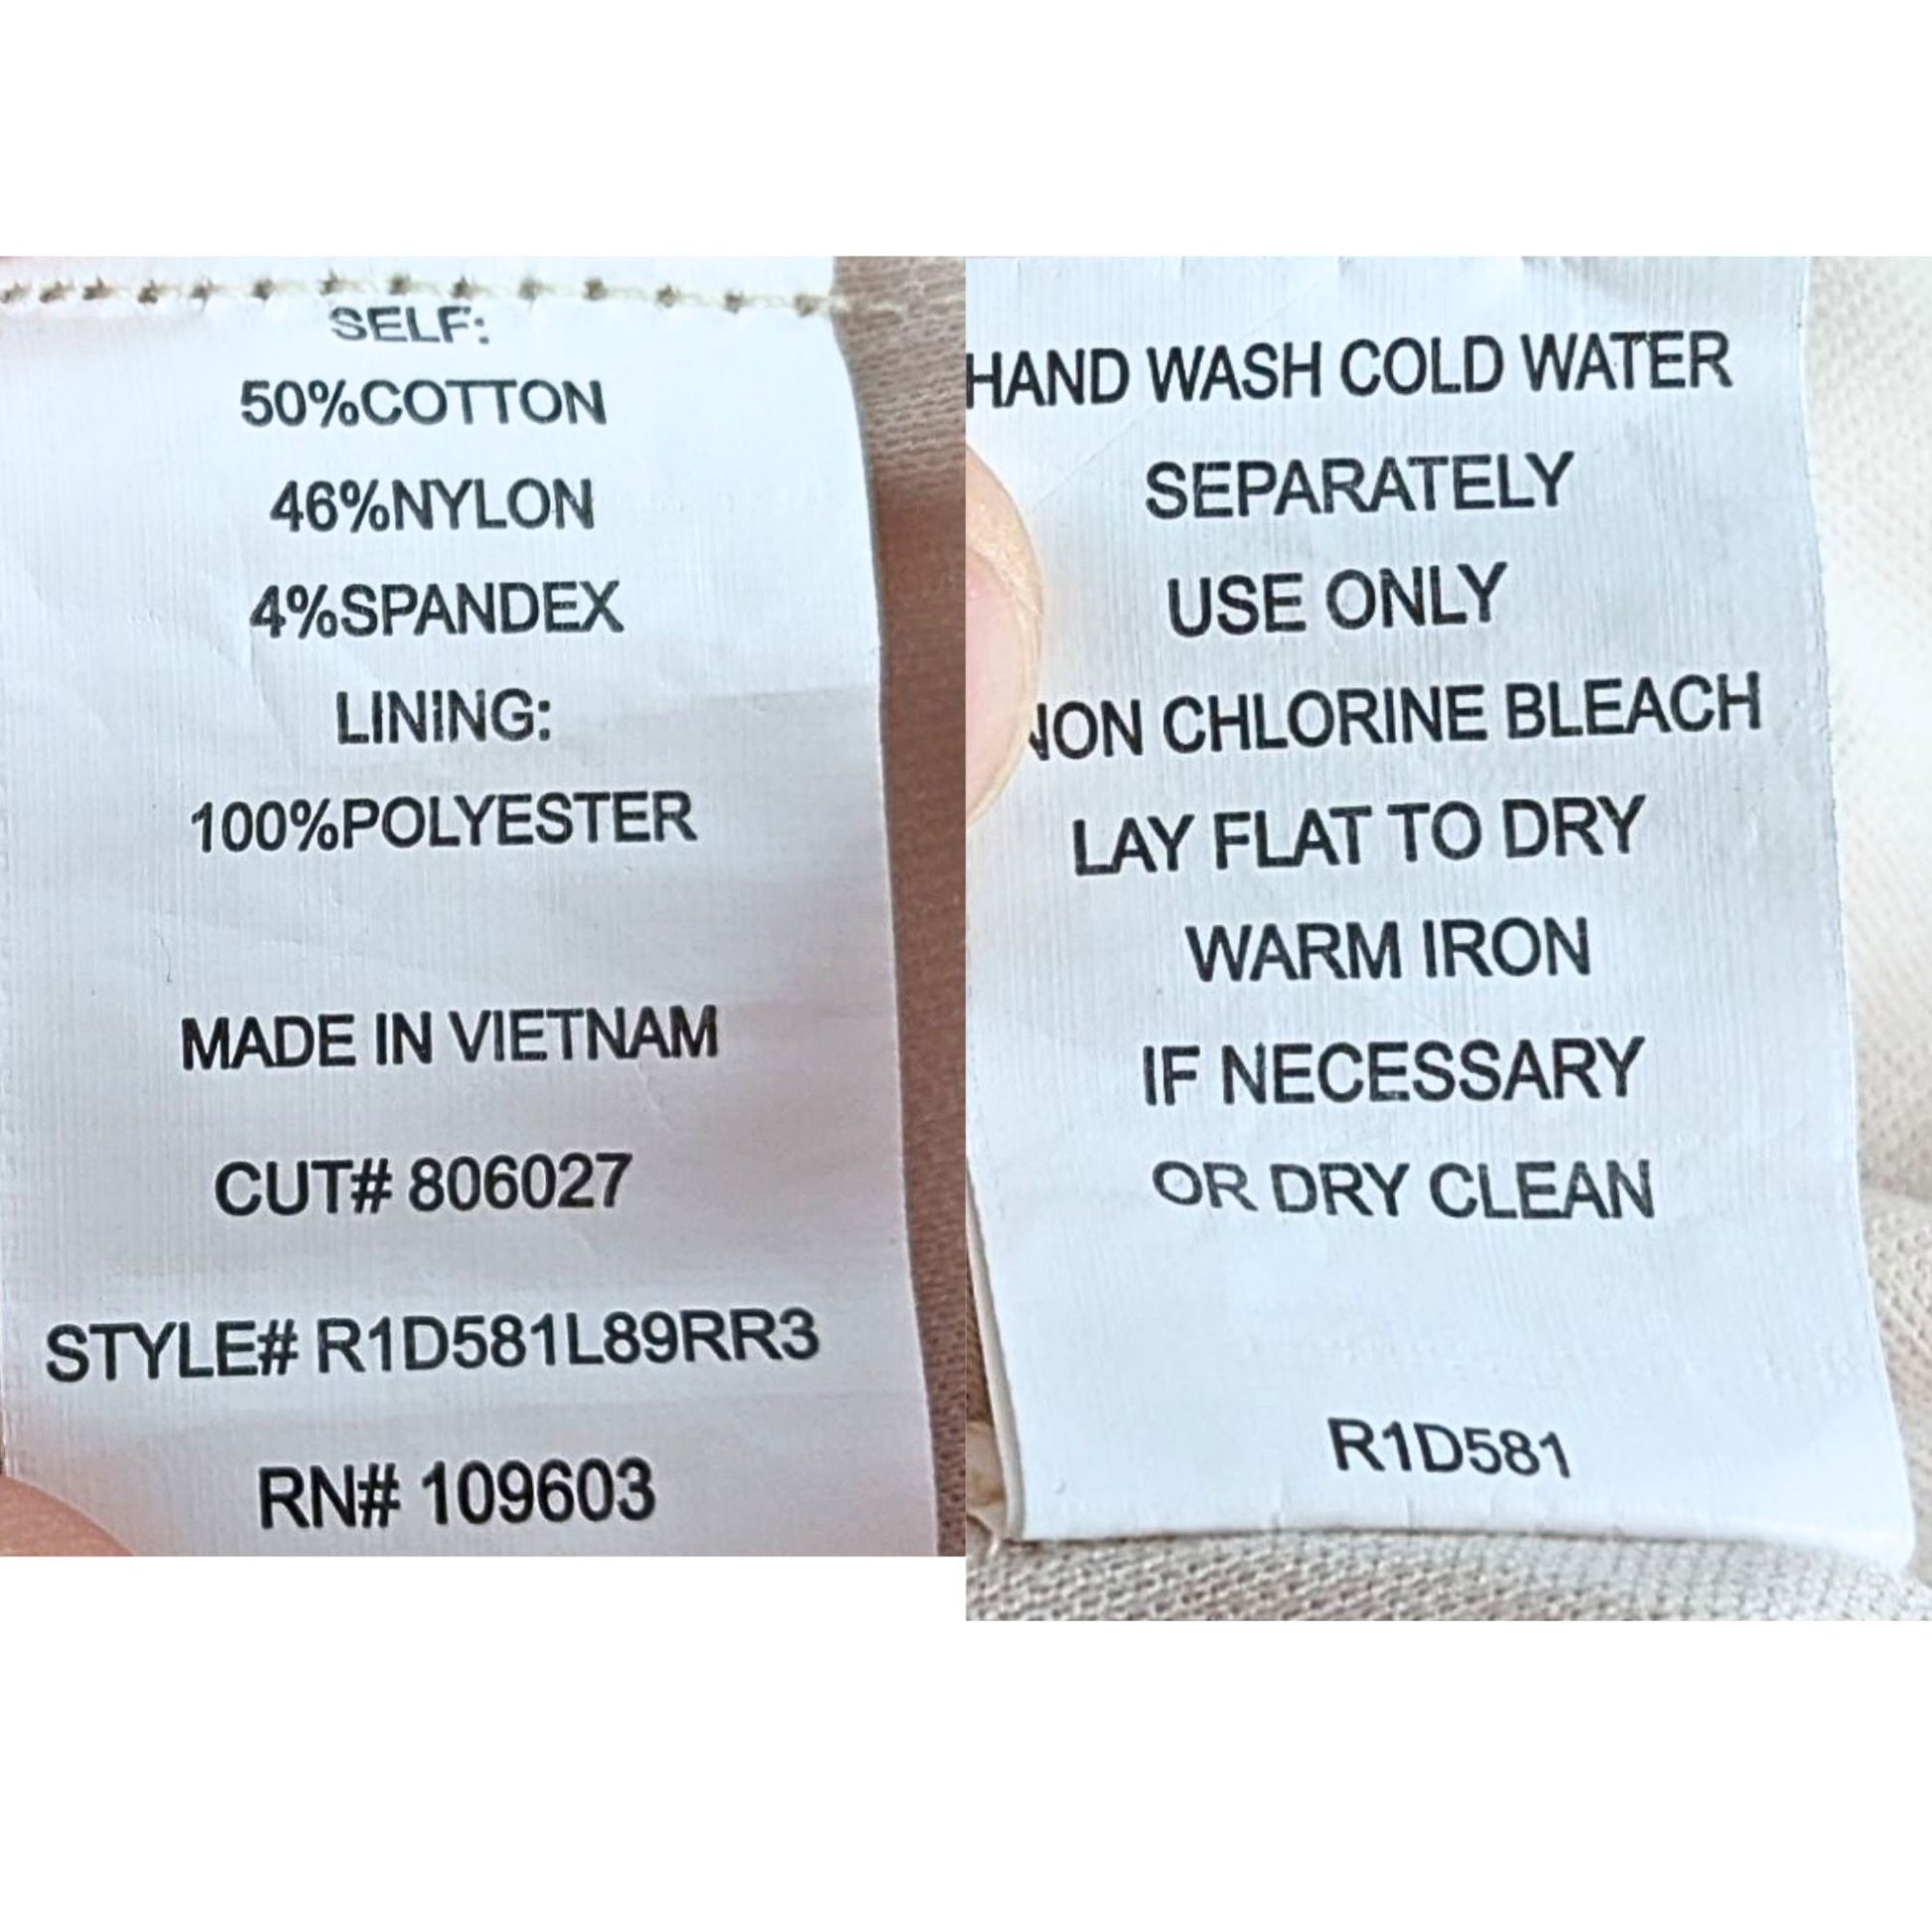 SELF:
50%COTTON
46%NYLON
4%SPANDEX
LINING:
100%POLYESTER
MADE IN VIETNAM
CUT# 806027
STYLE# R1D581L89RR3
RN# 109603
HAND WASH COLD WATER
SEPARATELY
USE ONLY
NON CHLORINE BLEACH
LAY FLAT TO DRY
WARM IRON
IF NECESSARY
OR DRY CLEAN
R1D581